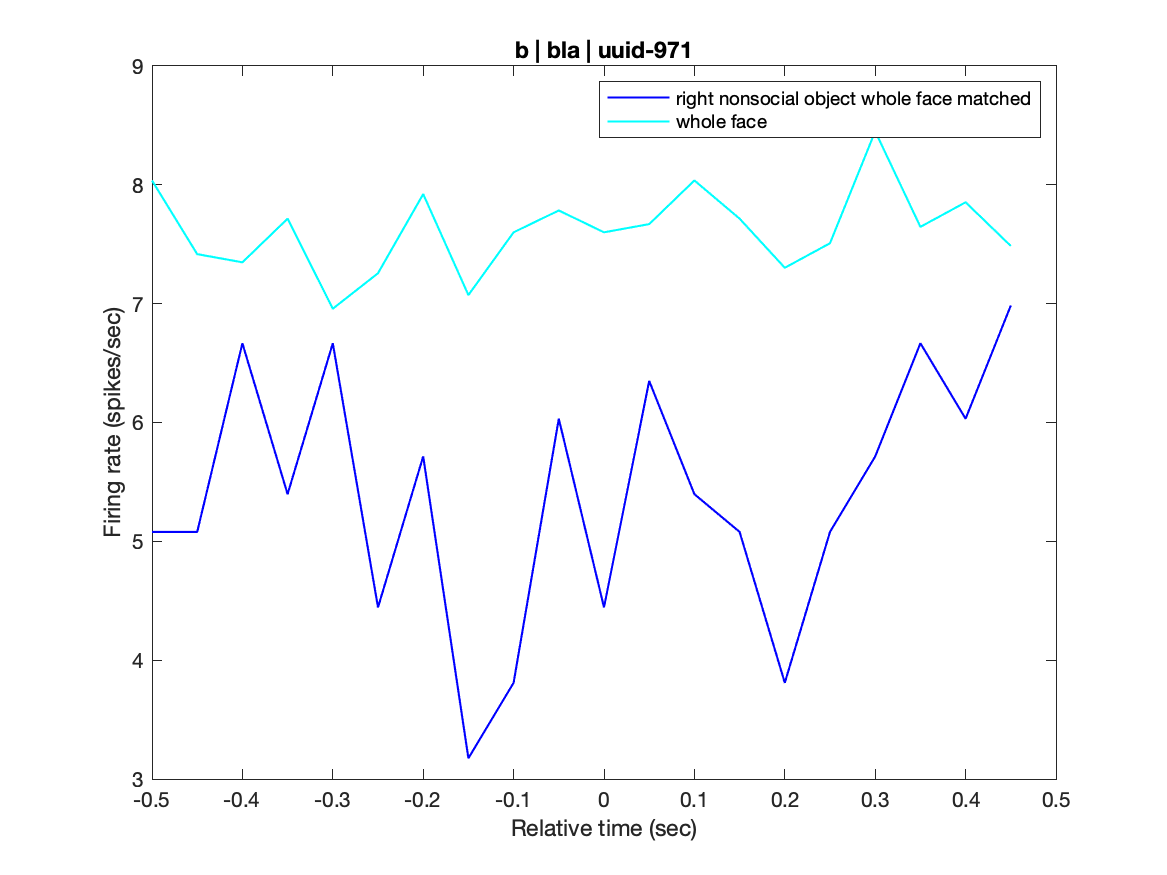 b | bla | uuid-971
right nonsocial object whole face matched
whole face
9
8
7
6
5
4
3
Firing rate (spikes/sec)
-0.5 -0.4 -0.3 -0.2 -0.1 0 0.1 0.2 0.3 0.4 0.5
Relative time (sec)